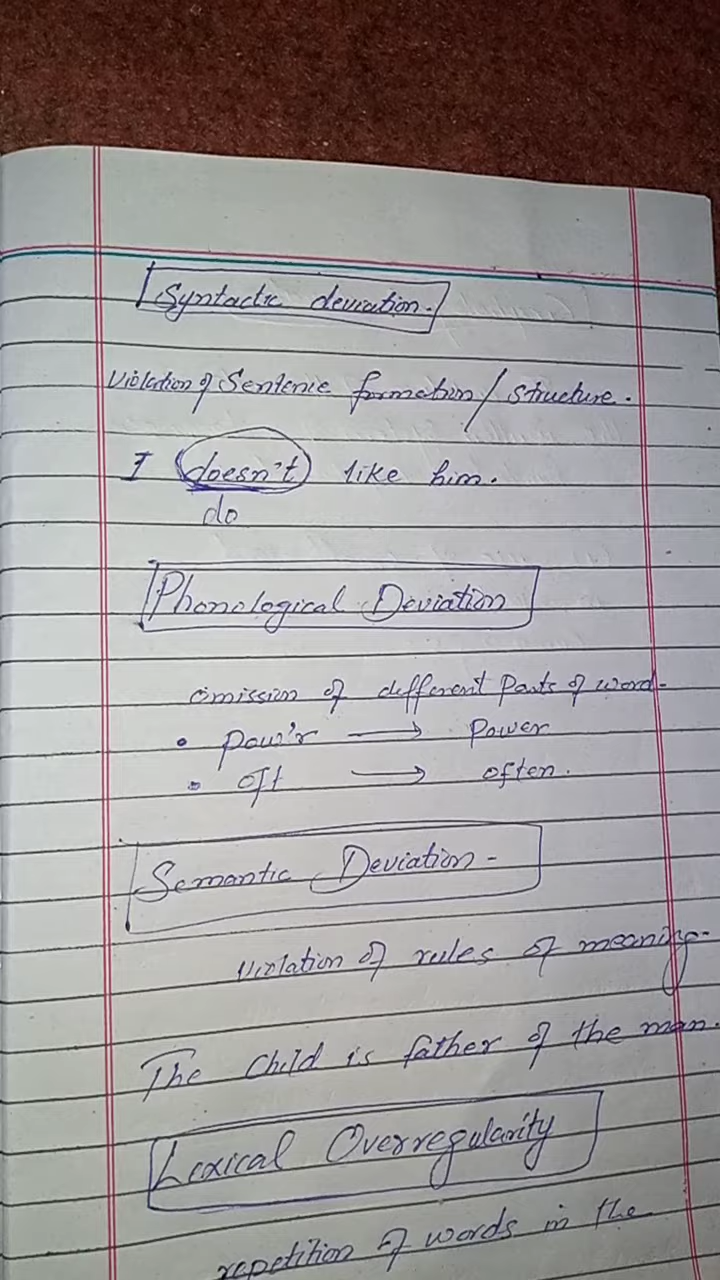 Syntactic deviation.
Violation of Sentence formation / structure.
I doesn't like him.
do
Phonological Deviation
omission of different Parts of word.
• pow'r → Power
• oft → often.
Semantic Deviation -
Violation of rules of meaning.
The Child is father of the man.
Lexical Overregularity
repetition of words in the